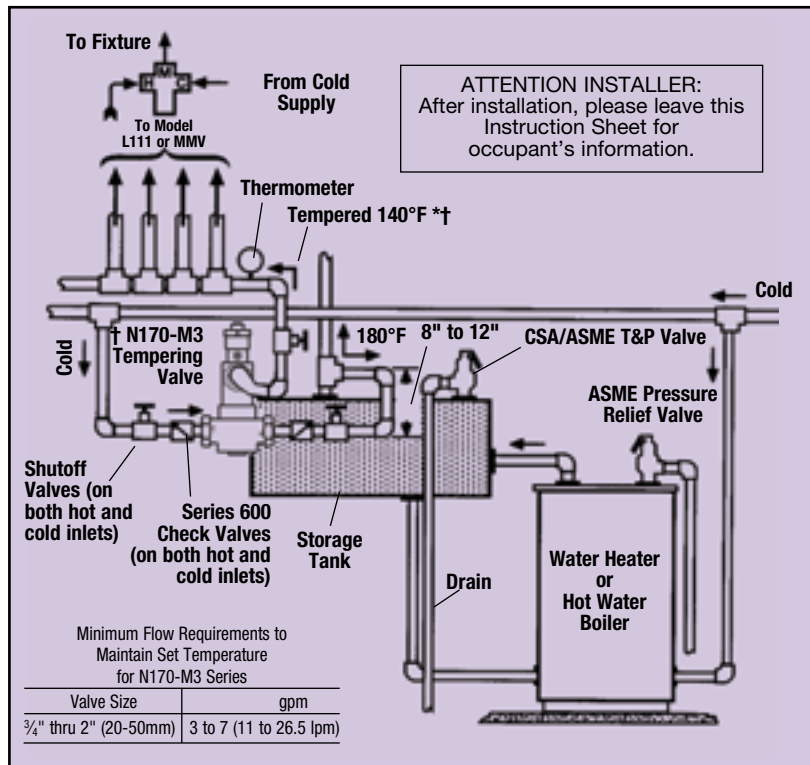 To Fixture
H M C
From Cold
Supply
To Model
L111 or MMV
ATTENTION INSTALLER:
After installation, please leave this
Instruction Sheet for
occupant's information.
Thermometer
Tempered 140°F *†
Cold
† N170-M3
Tempering
Valve
Cold
180°F
8" to 12"
CSA/ASME T&P Valve
ASME Pressure
Relief Valve
Shutoff
Valves (on
both hot and
cold inlets)
Series 600
Check Valves
(on both hot and
cold inlets)
Storage
Tank
Drain
Water Heater
or
Hot Water
Boiler
Minimum Flow Requirements to
Maintain Set Temperature
for N170-M3 Series
Valve Size gpm
¾" thru 2" (20-50mm) 3 to 7 (11 to 26.5 lpm)